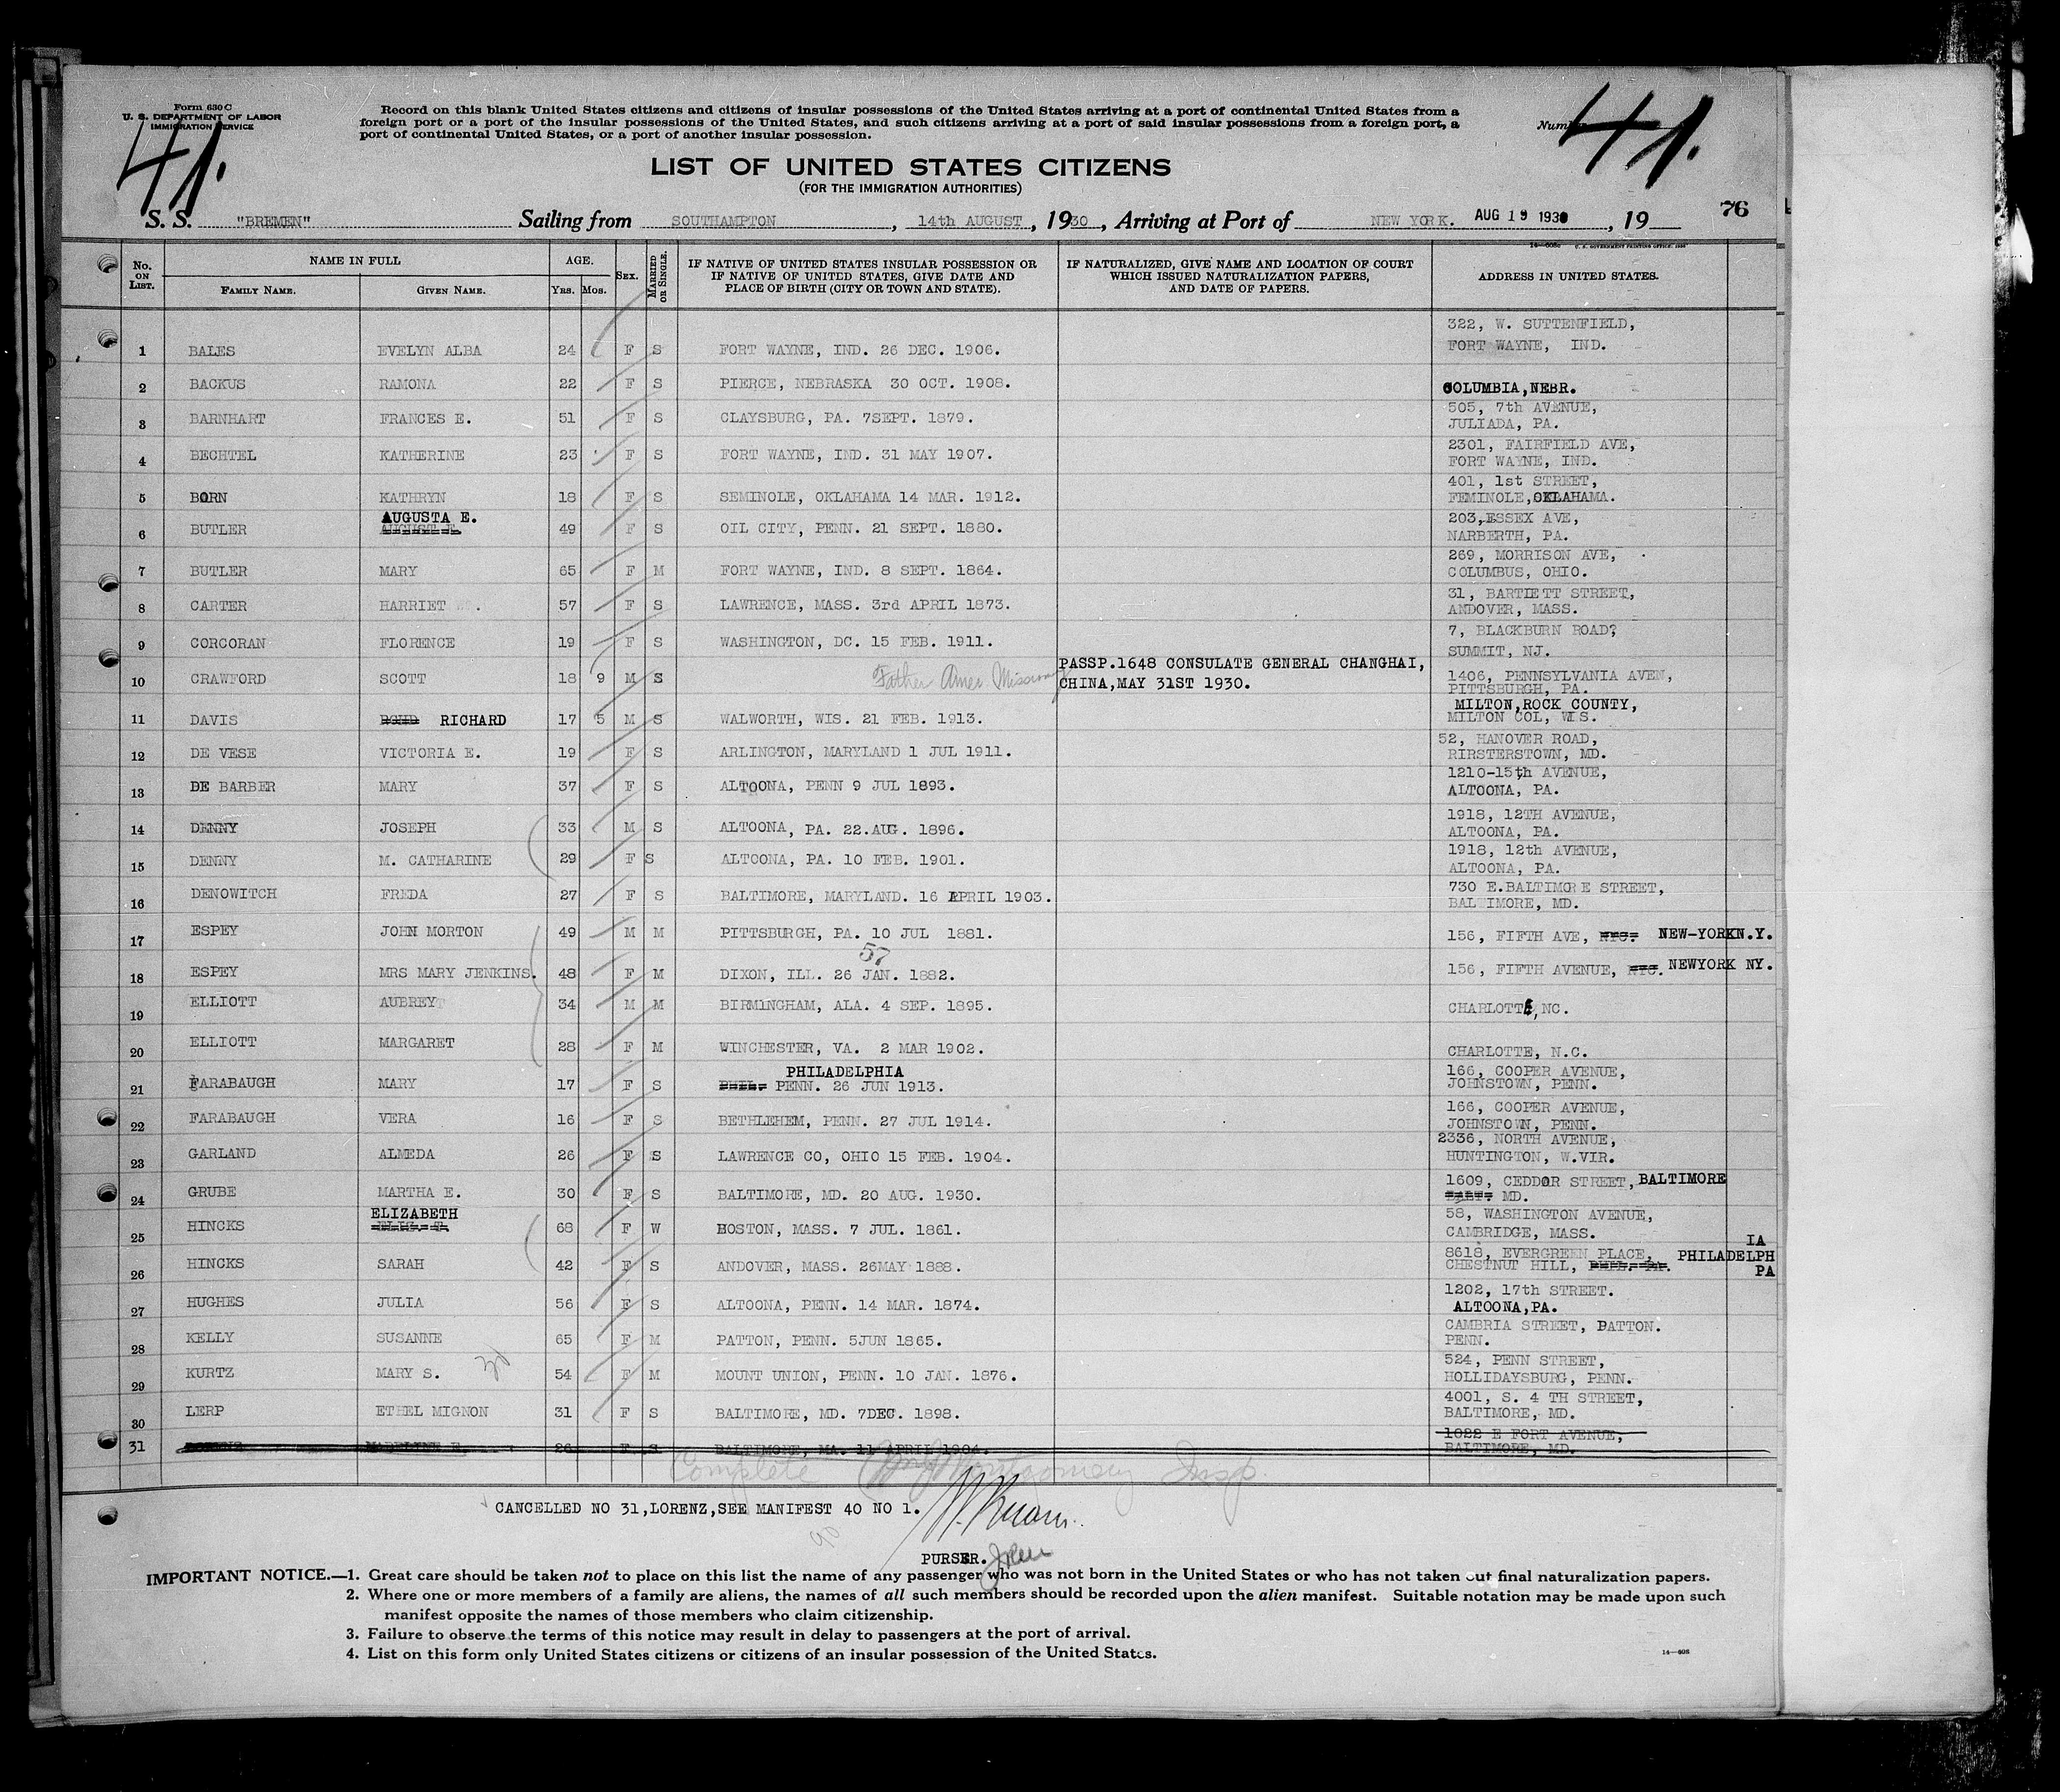 Form 630 C
U. S. DEPARTMENT OF LABOR
IMMIGRATION SERVICE
41.
Record on this blank United States citizens and citizens of insular possessions of the United States arriving at a port of continental United States from a
foreign port or a port of the insular possessions of the United States, and such citizens arriving at a port of said insular possessions from a foreign port, a
port of continental United States, or a port of another insular possession.
41.
LIST OF UNITED STATES CITIZENS
(FOR THE IMMIGRATION AUTHORITIES)
S. S. "BREMEN" Sailing from SOUTHAMPTON, 14th AUGUST, 1930, Arriving at Port of NEW YORK. AUG 19 1930, 19
76
No. ON LIST. NAME IN FULL FAMILY NAME. GIVEN NAME. AGE. YRS. MOS. SEX. MARRIED OR SINGLE. IF NATIVE OF UNITED STATES INSULAR POSSESSION OR IF NATIVE OF UNITED STATES, GIVE DATE AND PLACE OF BIRTH (CITY OR TOWN AND STATE). IF NATURALIZED, GIVE NAME AND LOCATION OF COURT WHICH ISSUED NATURALIZATION PAPERS, AND DATE OF PAPERS. ADDRESS IN UNITED STATES.
1 BALES EVELYN ALBA 24 F S FORT WAYNE, IND. 26 DEC. 1906. 322, W. SUTTENFIELD, FORT WAYNE, IND.
2 BACKUS RAMONA 22 F S PIERCE, NEBRASKA 30 OCT. 1908. COLUMBIA,NEBR.
3 BARNHART FRANCES E. 51 F S CLAYSBURG, PA. 7SEPT. 1879. 505, 7th AVENUE, JULIADA, PA.
4 BECHTEL KATHERINE 23 F S FORT WAYNE, IND. 31 MAY 1907. 2301, FAIRFIELD AVE, FORT WAYNE, IND.
5 BORN KATHRYN 18 F S SEMINOLE, OKLAHOMA 14 MAR. 1912. 401, 1st STREET, FEMINOLE,OKLAHAMA.
6 BUTLER AUGUSTA E. AUGUST E. 49 F S OIL CITY, PENN. 21 SEPT. 1880. 203,ESSEX AVE, NARBERTH, PA.
7 BUTLER MARY 65 F M FORT WAYNE, IND. 8 SEPT. 1864. 269, MORRISON AVE, COLUMBUS, OHIO.
8 CARTER HARRIET 57 F S LAWRENCE, MASS. 3rd APRIL 1873. 31, BARTLETT STREET, ANDOVER, MASS.
9 CORCORAN FLORENCE 19 F S WASHINGTON, DC. 15 FEB. 1911. 7, BLACKBURN ROAD? SUMMIT, NJ.
10 CRAWFORD SCOTT 18 9 M S Father Amer. Missionary PASSP.1648 CONSULATE GENERAL CHANGHAI, CHINA,MAY 31ST 1930. 1406, PENNSYLVANIA AVEN, PITTSBURGH, PA.
11 DAVIS RICHARD 17 5 M S WALWORTH, WIS. 21 FEB. 1913. MILTON,ROCK COUNTY, MILTON COL, WIS.
12 DE VESE VICTORIA E. 19 F S ARLINGTON, MARYLAND 1 JUL 1911. 52, HANOVER ROAD, RIRSTERSTOWN, MD.
13 DE BARBER MARY 37 F S ALTOONA, PENN 9 JUL 1893. 1210-15th AVENUE, ALTOONA, PA.
14 DENNY JOSEPH 33 M S ALTOONA, PA. 22.AUG. 1896. 1918, 12TH AVENUE, ALTOONA, PA.
15 DENNY M. CATHARINE 29 F S ALTOONA, PA. 10 FEB. 1901. 1918, 12th AVENUE, ALTOONA, PA.
16 DENOWITCH FREDA 27 F S BALTIMORE, MARYLAND. 16 APRIL 1903. 730 E.BALTIMORE STREET, BALTIMORE, MD.
17 ESPEY JOHN MORTON 49 M M PITTSBURGH, PA. 10 JUL 1881. 156, FIFTH AVE, NYC. NEW-YORKN.Y.
18 ESPEY MRS MARY JENKINS. 48 F M DIXON, ILL. 26 JAN. 1882. 57 156, FIFTH AVENUE, NYC. NEWYORK NY.
19 ELLIOTT AUBREY 34 M M BIRMINGHAM, ALA. 4 SEP. 1895. CHARLOTTE,NC.
20 ELLIOTT MARGARET 28 F M WINCHESTER, VA. 2 MAR 1902. CHARLOTTE, N.C.
21 FARABAUGH MARY 17 F S PHILADELPHIA PHIL. PENN. 26 JUN 1913. 166, COOPER AVENUE, JOHNSTOWN, PENN.
22 FARABAUGH VERA 16 F S BETHLEHEM, PENN. 27 JUL 1914. 166, COOPER AVENUE, JOHNSTOWN, PENN.
23 GARLAND ALMEDA 26 F S LAWRENCE CO, OHIO 15 FEB. 1904. 2336, NORTH AVENUE, HUNTINGTON, W.VIR.
24 GRUBE MARTHA E. 30 F S BALTIMORE, MD. 20 AUG. 1930. 1609, CEDDAR STREET, BALTIMORE BALT. MD.
25 HINCKS ELIZABETH 68 F W BOSTON, MASS. 7 JUL. 1861. 58, WASHINGTON AVENUE, CAMBRIDGE, MASS.
26 HINCKS SARAH 42 F S ANDOVER, MASS. 26MAY 1888. 8618, EVERGREEN PLACE, CHESTNUT HILL, PHIL. PA. PHILADELPHIA PA
27 HUGHES JULIA 56 F S ALTOONA, PENN. 14 MAR. 1874. 1202, 17th STREET. ALTOONA,PA.
28 KELLY SUSANNE 65 F M PATTON, PENN. 5JUN 1865. CAMBRIA STREET, PATTON. PENN.
29 KURTZ MARY S. 54 F M MOUNT UNION, PENN. 10 JAN. 1876. 524, PENN STREET, HOLLIDAYSBURG, PENN.
30 LERP ETHEL MIGNON 31 F S BALTIMORE, MD. 7DEC. 1898. 4001, S. 4 TH STREET, BALTIMORE, MD.
31 LORENZ MADELINE E. 26 F S BALTIMORE, MA. 11 APRIL 1904. 1022 E FORT AVENUE, BALTIMORE, MD.
Complete Montgomery Insp.
CANCELLED NO 31,LORENZ,SEE MANIFEST 40 NO 1.
PURSER.
IMPORTANT NOTICE.—1. Great care should be taken not to place on this list the name of any passenger who was not born in the United States or who has not taken out final naturalization papers.
2. Where one or more members of a family are aliens, the names of all such members should be recorded upon the alien manifest. Suitable notation may be made upon such
manifest opposite the names of those members who claim citizenship.
3. Failure to observe the terms of this notice may result in delay to passengers at the port of arrival.
4. List on this form only United States citizens or citizens of an insular possession of the United States.